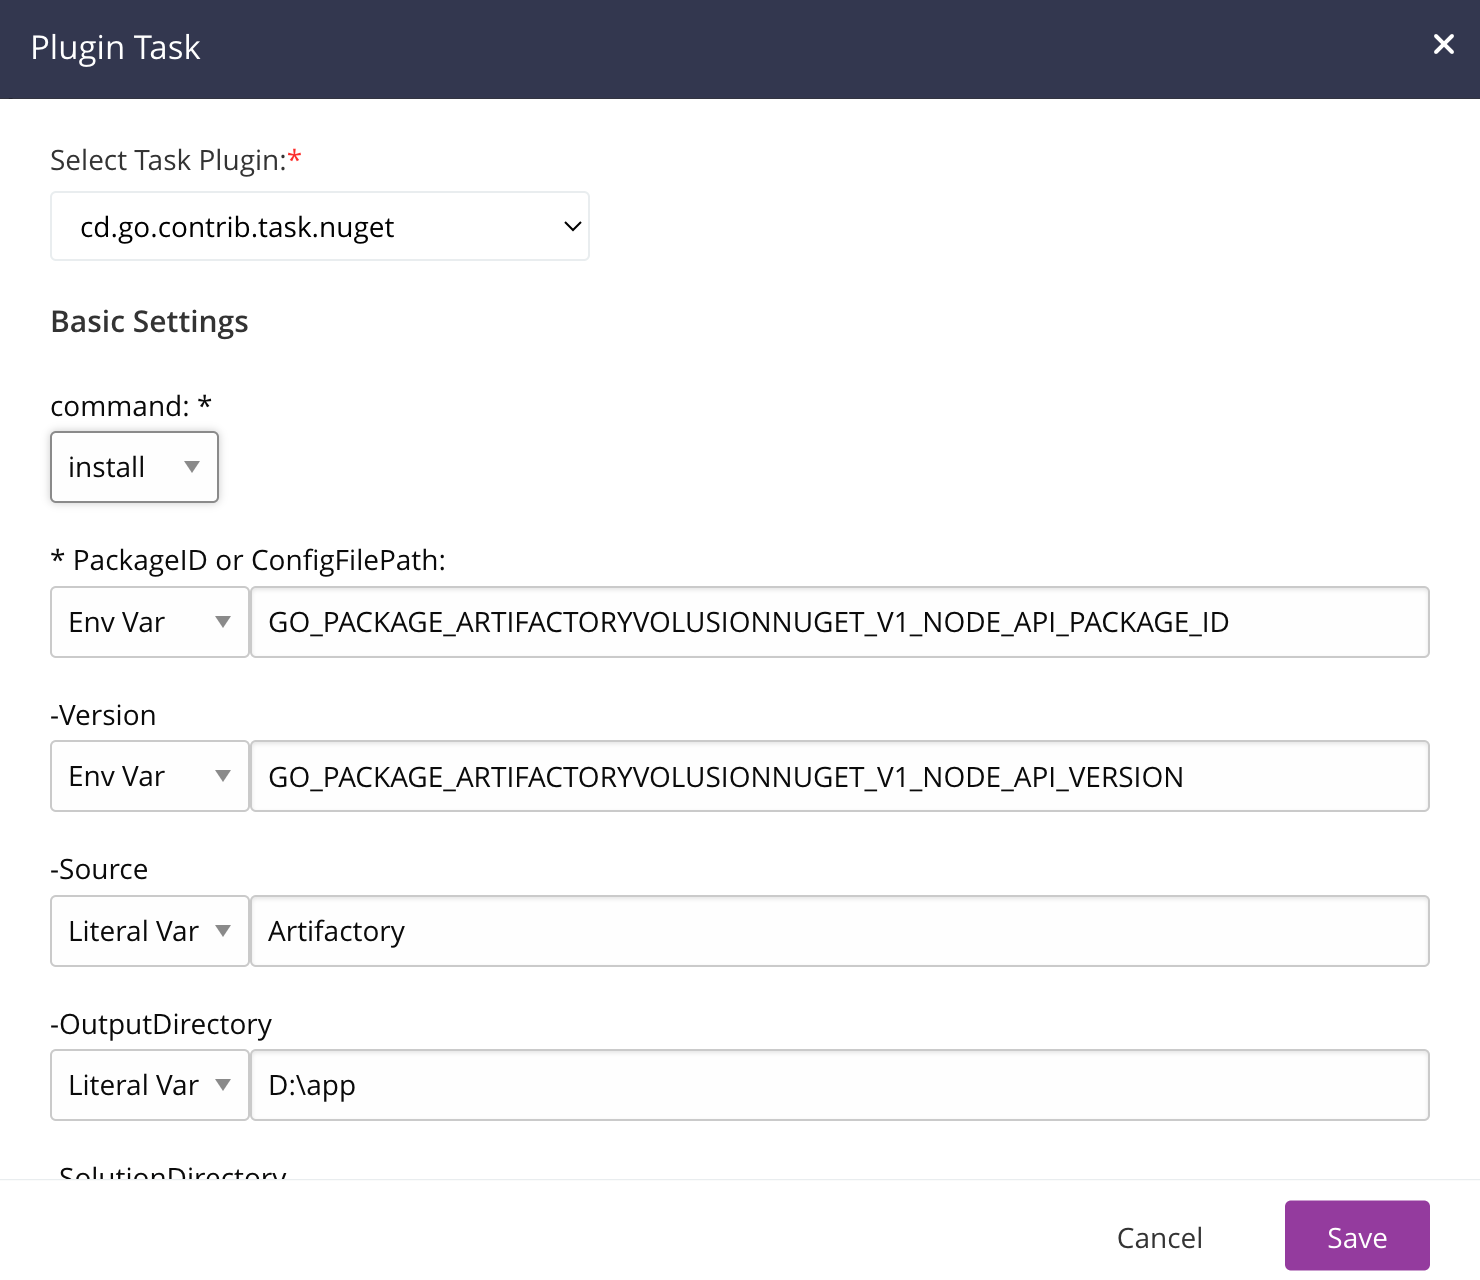 Plugin Task
Select Task Plugin:*
cd.go.contrib.task.nuget
Basic Settings
command: *
install
* PackageID or ConfigFilePath:
Env Var GO_PACKAGE_ARTIFACTORYVOLUSIONNUGET_V1_NODE_API_PACKAGE_ID
-Version
Env Var GO_PACKAGE_ARTIFACTORYVOLUSIONNUGET_V1_NODE_API_VERSION
-Source
Literal Var Artifactory
-OutputDirectory
Literal Var D:\app
-SolutionDirectory
Cancel Save